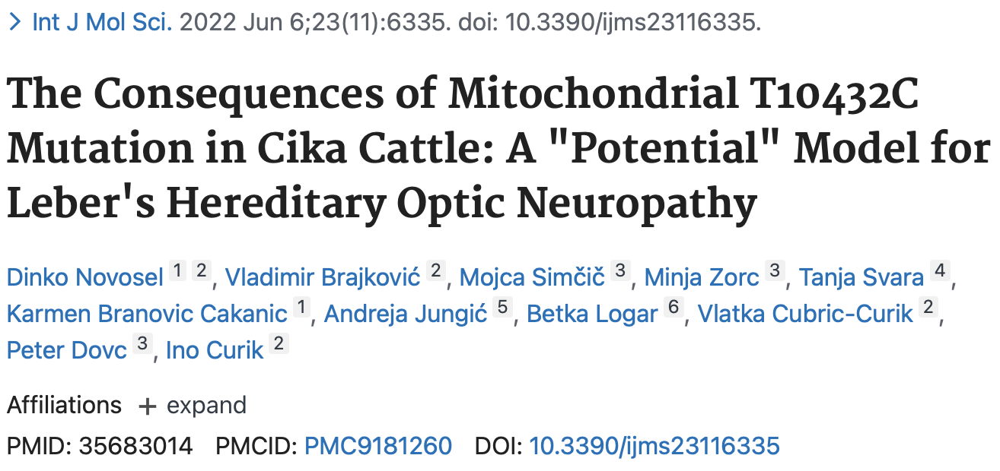 > Int J Mol Sci. 2022 Jun 6;23(11):6335. doi: 10.3390/ijms23116335.
The Consequences of Mitochondrial T10432C
Mutation in Cika Cattle: A "Potential" Model for
Leber's Hereditary Optic Neuropathy
Dinko Novosel 1 2, Vladimir Brajković 2, Mojca Simčič 3, Minja Zorc 3, Tanja Svara 4,
Karmen Branovic Cakanic 1, Andreja Jungić 5, Betka Logar 6, Vlatka Cubric-Curik 2,
Peter Dovc 3, Ino Curik 2
Affiliations + expand
PMID: 35683014 PMCID: PMC9181260 DOI: 10.3390/ijms23116335